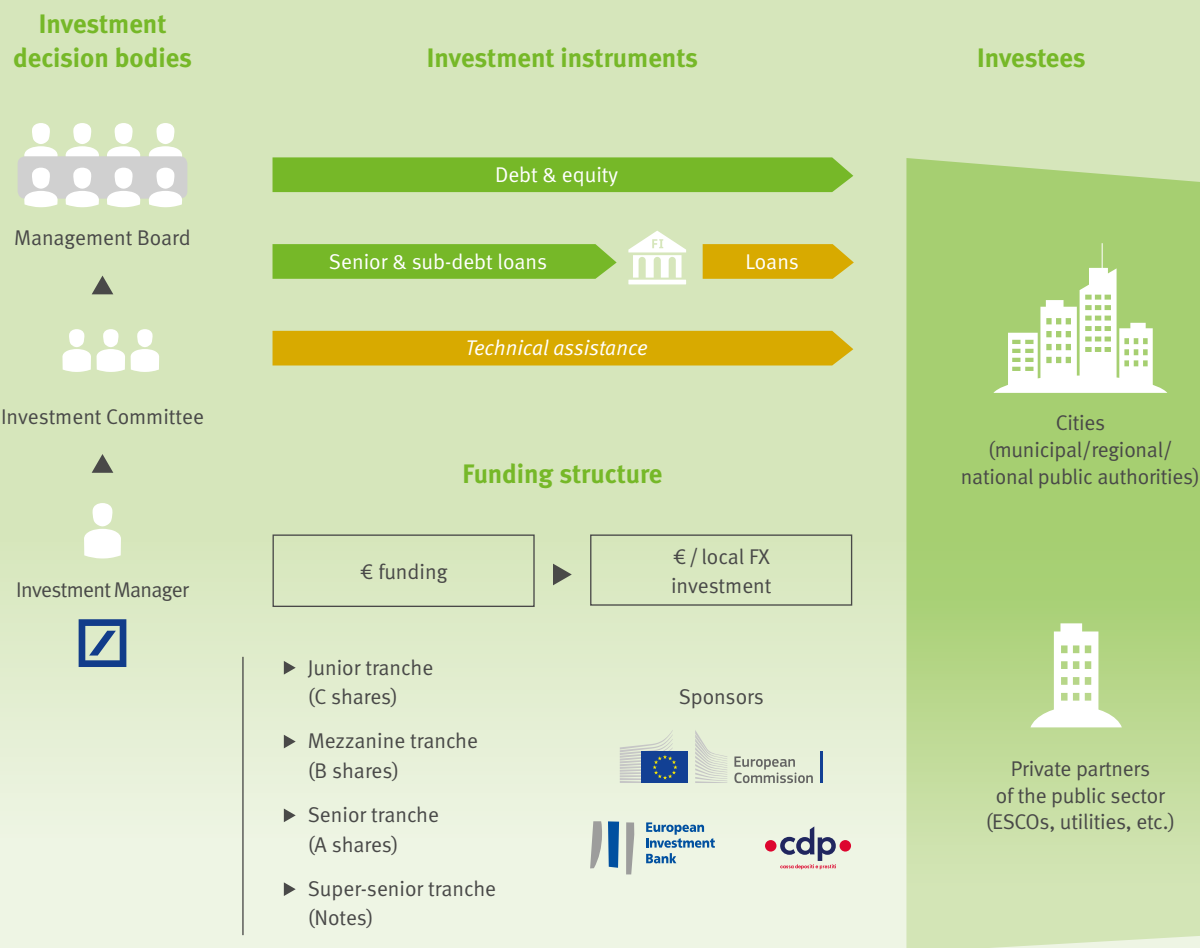 Investment
decision bodies
Management Board
Investment Committee
Investment Manager
Investment instruments
Debt & equity
Senior & sub-debt loans
FI
Loans
Technical assistance
Funding structure
€ funding
€ / local FX
investment
Junior tranche
(C shares)
Mezzanine tranche
(B shares)
Senior tranche
(A shares)
Super-senior tranche
(Notes)
Sponsors
European
Commission
European
Investment
Bank
cdp
cassa depositi e prestiti
Investees
Cities
(municipal/regional/
national public authorities)
Private partners
of the public sector
(ESCOs, utilities, etc.)